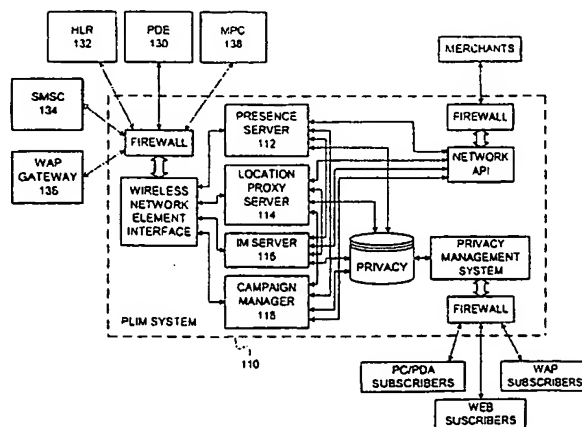 HLR
132
PDE
130
MPC
138
MERCHANTS
SMSC
134
FIREWALL
PRESENCE
SERVER
112
FIREWALL
WAP
GATEWAY
136
WIRELESS
NETWORK
ELEMENT
INTERFACE
LOCATION
PROXY
SERVER
114
NETWORK
API
IM SERVER
116
PRIVACY
PRIVACY
MANAGEMENT
SYSTEM
CAMPAIGN
MANAGER
118
PLIM SYSTEM
FIREWALL
110
PC/PDA
SUBSCRIBERS
WAP
SUBSCRIBERS
WEB
SUSCRIBERS